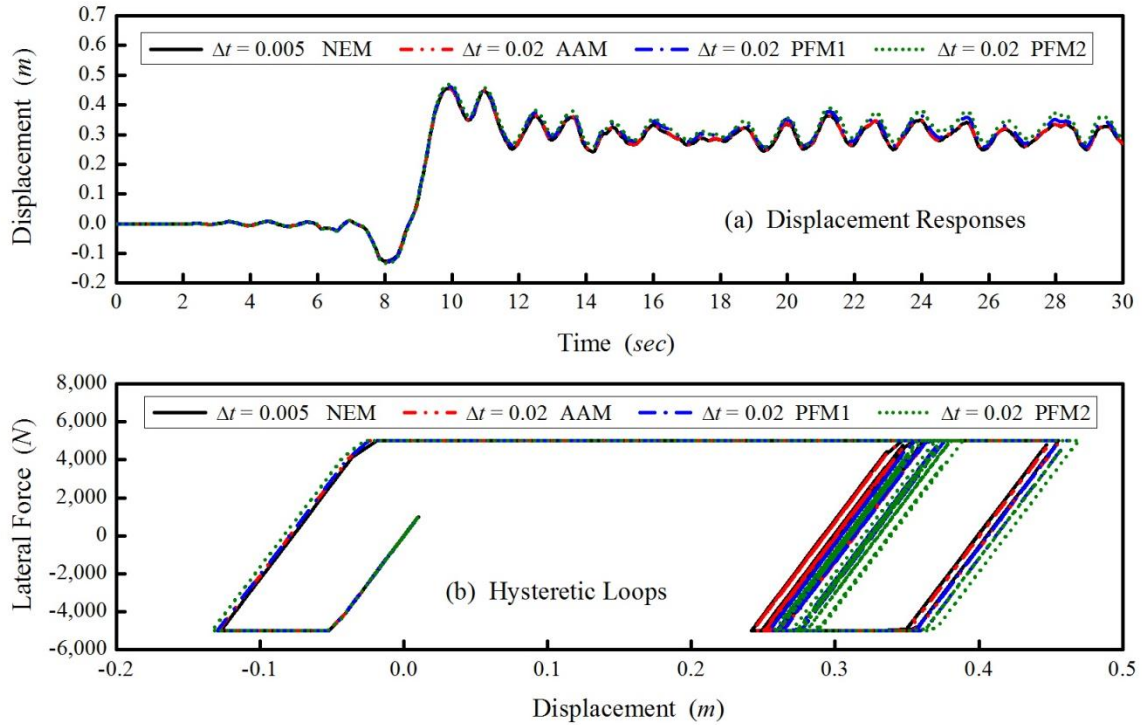 0.7
0.6
0.5
0.4
0.3
0.2
0.1
0.0
-0.1
-0.2
Displacement (m)
Δt = 0.005 NEM Δt = 0.02 AAM Δt = 0.02 PFM1 Δt = 0.02 PFM2
(a) Displacement Responses
0 2 4 6 8 10 12 14 16 18 20 22 24 26 28 30
Time (sec)
8,000
6,000
4,000
2,000
0
-2,000
-4,000
-6,000
Lateral Force (N)
Δt = 0.005 NEM Δt = 0.02 AAM Δt = 0.02 PFM1 Δt = 0.02 PFM2
(b) Hysteretic Loops
-0.2 -0.1 0.0 0.1 0.2 0.3 0.4 0.5
Displacement (m)